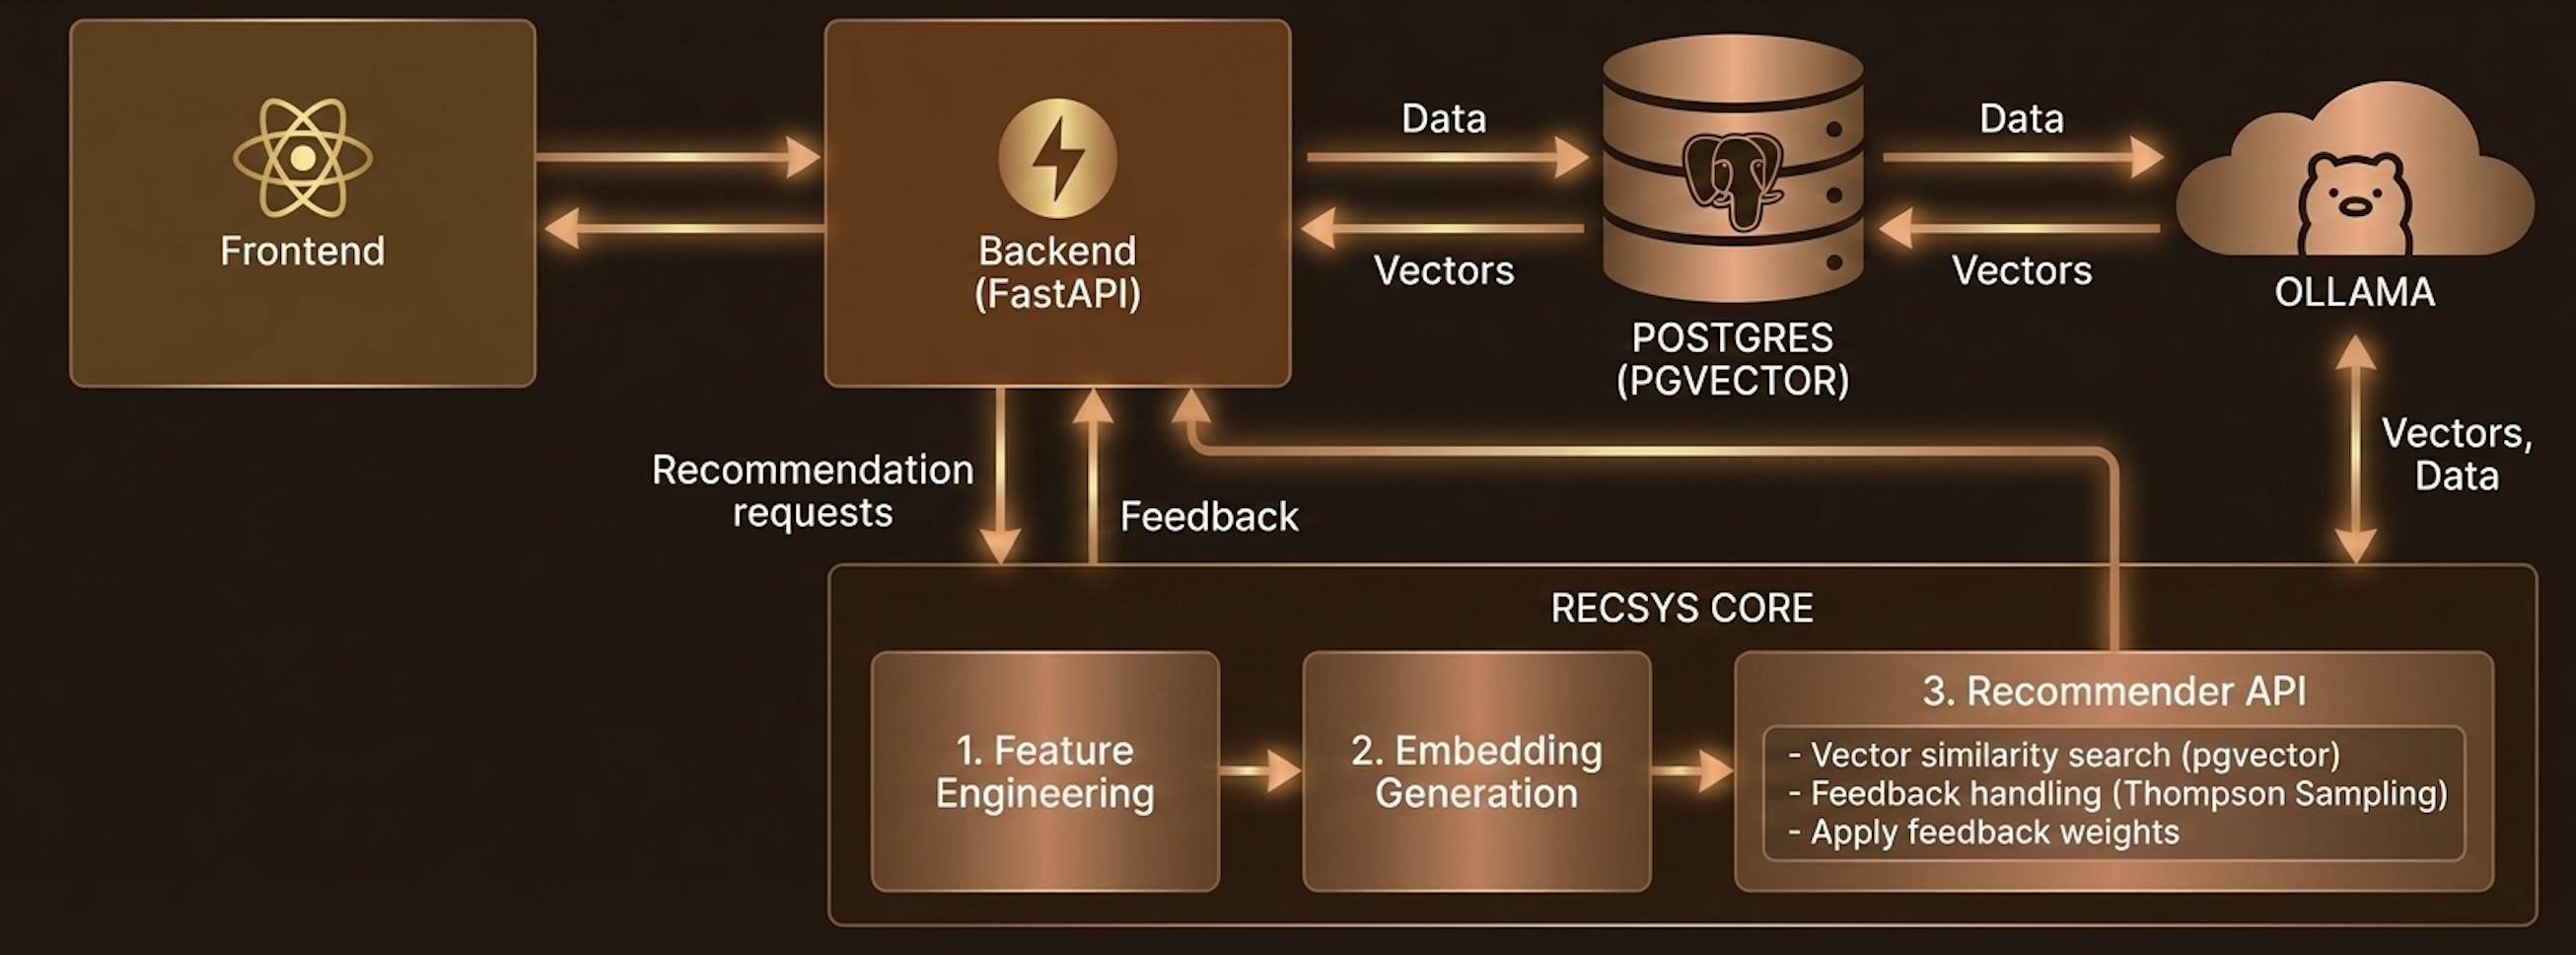 Frontend
Backend
(FastAPI)
Data
Vectors
POSTGRES
(PGVECTOR)
Data
Vectors
OLLAMA
Vectors,
Data
Recommendation
requests
Feedback
RECSYS CORE
1. Feature
Engineering
2. Embedding
Generation
3. Recommender API
- Vector similarity search (pgvector)
- Feedback handling (Thompson Sampling)
- Apply feedback weights